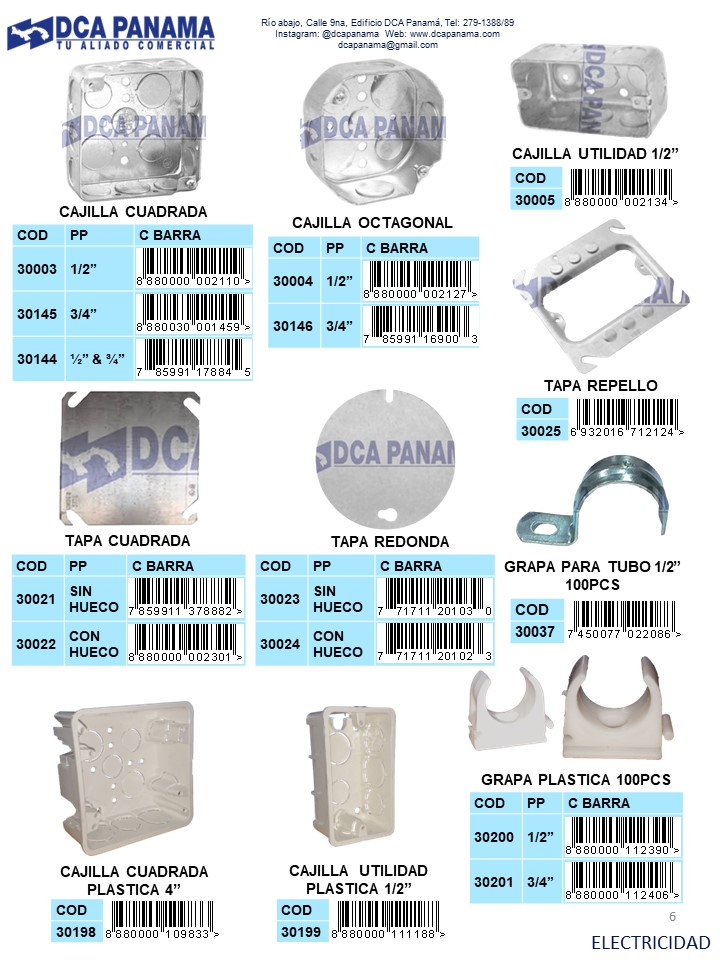 DCA PANAMA
TU ALIADO COMERCIAL
Río abajo, Calle 9na, Edificio DCA Panamá, Tel: 279-1388/89
Instagram: @dcapanama Web: www.dcapanama.com
dcapanama@gmail.com
DCA PANAM
CAJILLA CUADRADA
COD PP C BARRA
30003 1/2” 8 880000 002110 >
30145 3/4” 8 880030 001459 >
30144 ½” & ¾” 7 85991 17884 5
DCA PANAM
CAJILLA OCTAGONAL
COD PP C BARRA
30004 1/2” 8 880000 002127 >
30146 3/4” 7 85991 16900 3
DCA PANA
CAJILLA UTILIDAD 1/2”
COD
30005 8 880000 002134 >
DCA PANA
TAPA REPELLO
COD
30025 6 932016 712124 >
DCA PANAM
TAPA CUADRADA
COD PP C BARRA
30021 SIN HUECO 7 859911 378882 >
30022 CON HUECO 8 880000 002301 >
DCA PANAM
TAPA REDONDA
COD PP C BARRA
30023 SIN HUECO 7 71711 20103 0
30024 CON HUECO 7 71711 20102 3
GRAPA PARA TUBO 1/2”
100PCS
COD
30037 7 450077 022086 >
CAJILLA CUADRADA
PLASTICA 4”
COD
30198 8 880000 109833 >
CAJILLA UTILIDAD
PLASTICA 1/2”
COD
30199 8 880000 111188 >
GRAPA PLASTICA 100PCS
COD PP C BARRA
30200 1/2” 8 880000 112390 >
30201 3/4” 8 880000 112406 >
6
ELECTRICIDAD